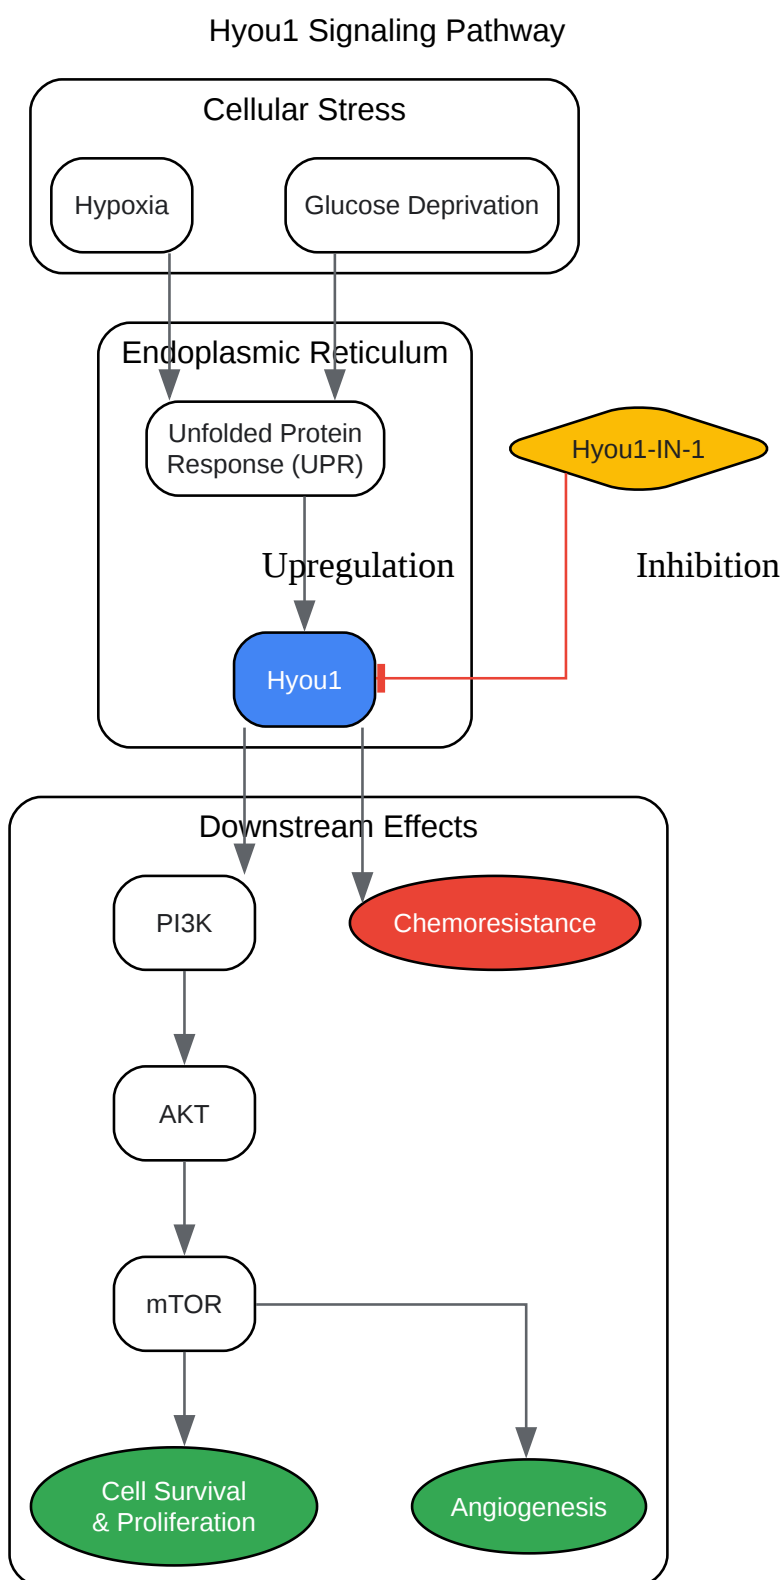 Hyou1 Signaling Pathway
Cellular Stress
Hypoxia
Glucose Deprivation
Endoplasmic Reticulum
Unfolded Protein
Response (UPR)
Hyou1-IN-1
Upregulation
Inhibition
Hyou1
Downstream Effects
PI3K
Chemoresistance
AKT
mTOR
Cell Survival
& Proliferation
Angiogenesis